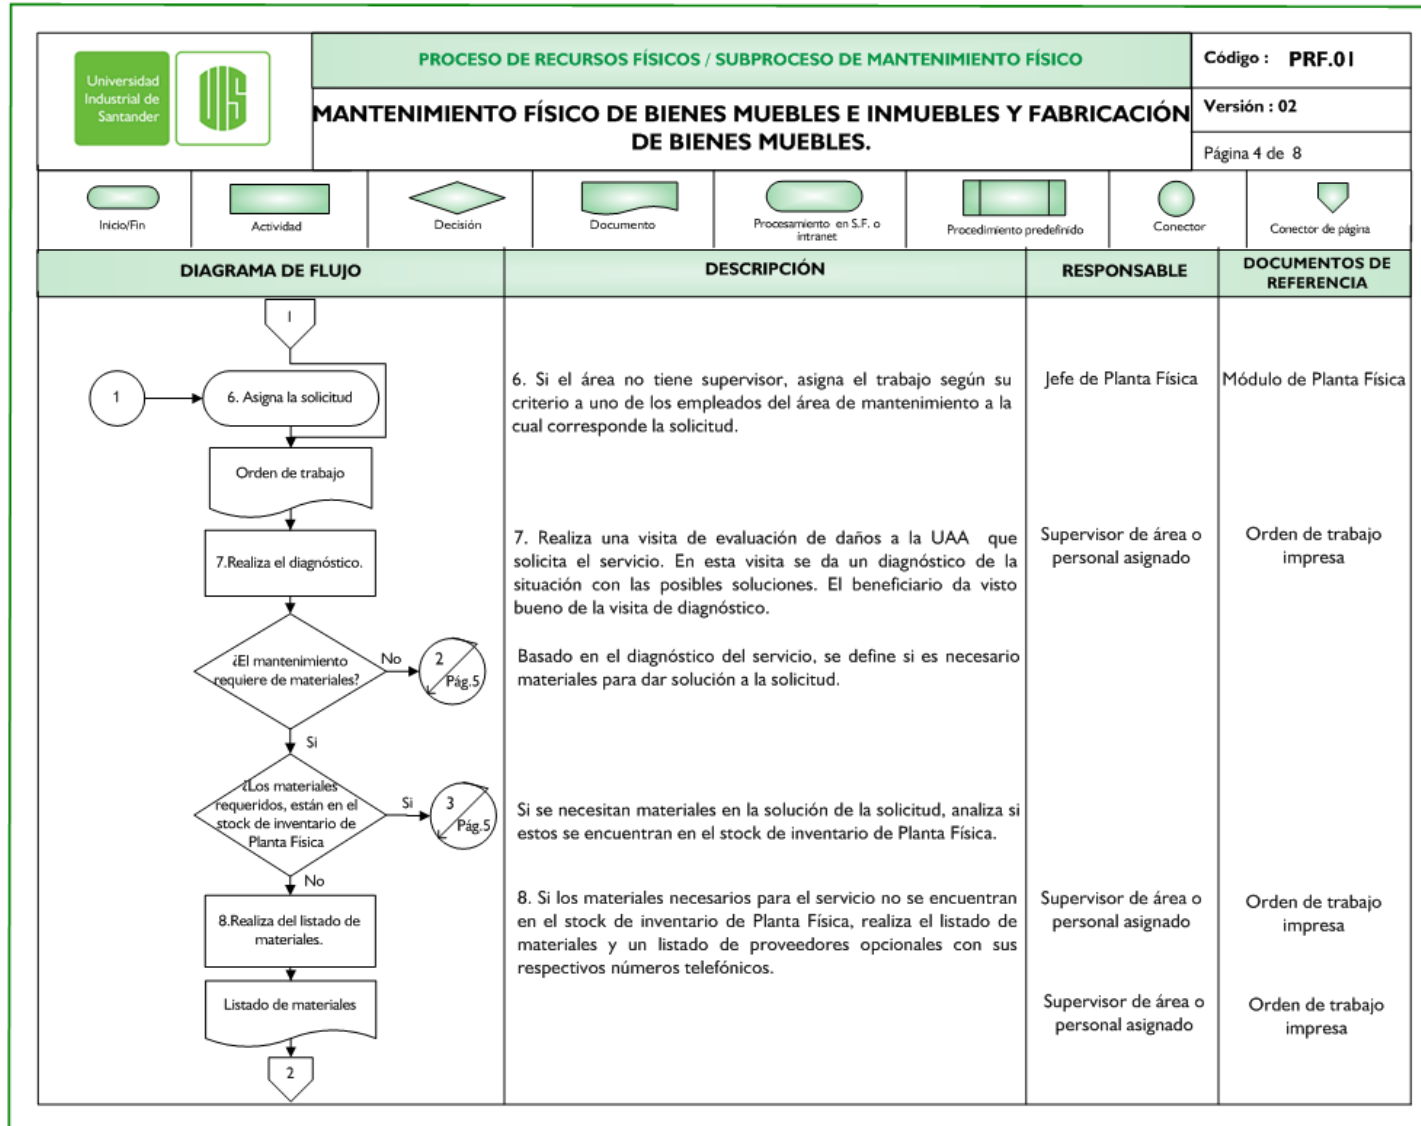 Universidad
Industrial de
Santander
UIS
PROCESO DE RECURSOS FÍSICOS / SUBPROCESO DE MANTENIMIENTO FÍSICO
Código : PRF.01
MANTENIMIENTO FÍSICO DE BIENES MUEBLES E INMUEBLES Y FABRICACIÓN
DE BIENES MUEBLES.
Versión : 02
Página 4 de 8
Inicio/Fin
Actividad
Decisión
Documento
Procesamiento en S.F. o
intranet
Procedimiento predefinido
Conector
Conector de página
DIAGRAMA DE FLUJO
DESCRIPCIÓN
RESPONSABLE
DOCUMENTOS DE
REFERENCIA
1
1
6. Asigna la solicitud
6. Si el área no tiene supervisor, asigna el trabajo según su
criterio a uno de los empleados del área de mantenimiento a la
cual corresponde la solicitud.
Jefe de Planta Física
Módulo de Planta Física
Orden de trabajo
7.Realiza el diagnóstico.
7. Realiza una visita de evaluación de daños a la UAA que
solicita el servicio. En esta visita se da un diagnóstico de la
situación con las posibles soluciones. El beneficiario da visto
bueno de la visita de diagnóstico.
Supervisor de área o
personal asignado
Orden de trabajo
impresa
¿El mantenimiento
requiere de materiales?
No
2
Pág.5
Basado en el diagnóstico del servicio, se define si es necesario
materiales para dar solución a la solicitud.
Si
¿Los materiales
requeridos, están en el
stock de inventario de
Planta Física
Si
3
Pág.5
Si se necesitan materiales en la solución de la solicitud, analiza si
estos se encuentran en el stock de inventario de Planta Física.
No
8.Realiza del listado de
materiales.
8. Si los materiales necesarios para el servicio no se encuentran
en el stock de inventario de Planta Física, realiza el listado de
materiales y un listado de proveedores opcionales con sus
respectivos números telefónicos.
Supervisor de área o
personal asignado
Orden de trabajo
impresa
Listado de materiales
Supervisor de área o
personal asignado
Orden de trabajo
impresa
2